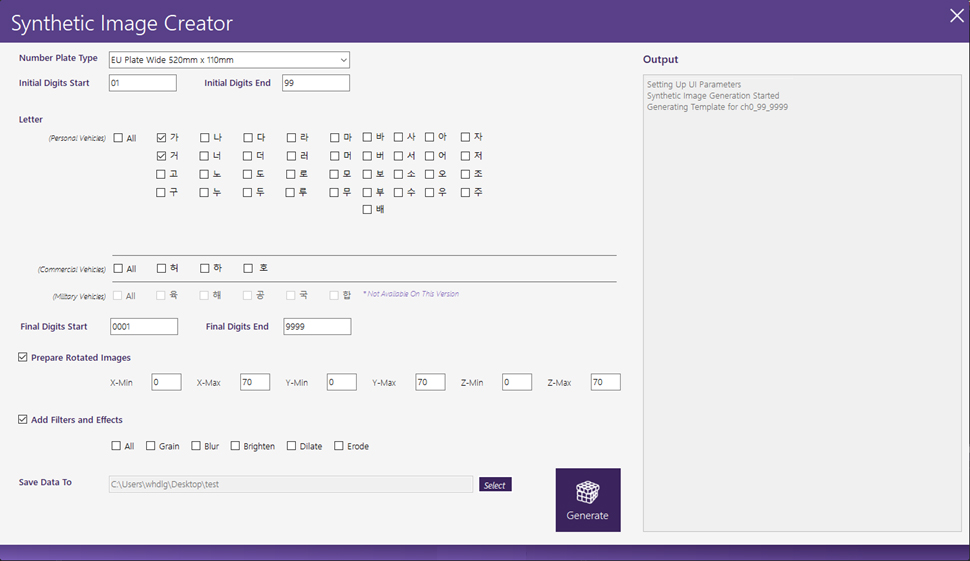 Synthetic Image Creator
Number Plate Type EU Plate Wide 520mm x 110mm
Initial Digits Start 01 Initial Digits End 99
Letter
(Personal Vehicles) All 가 나 다 라 마 바 사 아 자
거 너 더 러 머 버 서 어 저
고 노 도 로 모 보 소 오 조
구 누 두 루 무 부 수 우 주
배
(Commercial Vehicles) All 허 하 호
(Military Vehicles) All 육 해 공 국 합 * Not Available On This Version
Final Digits Start 0001 Final Digits End 9999
Prepare Rotated Images
X-Min 0 X-Max 70 Y-Min 0 Y-Max 70 Z-Min 0 Z-Max 70
Add Filters and Effects
All Grain Blur Brighten Dilate Erode
Save Data To C:\Users\whdlg\Desktop\test Select
Generate
Output
Setting Up UI Parameters
Synthetic Image Generation Started
Generating Template for ch0_99_9999